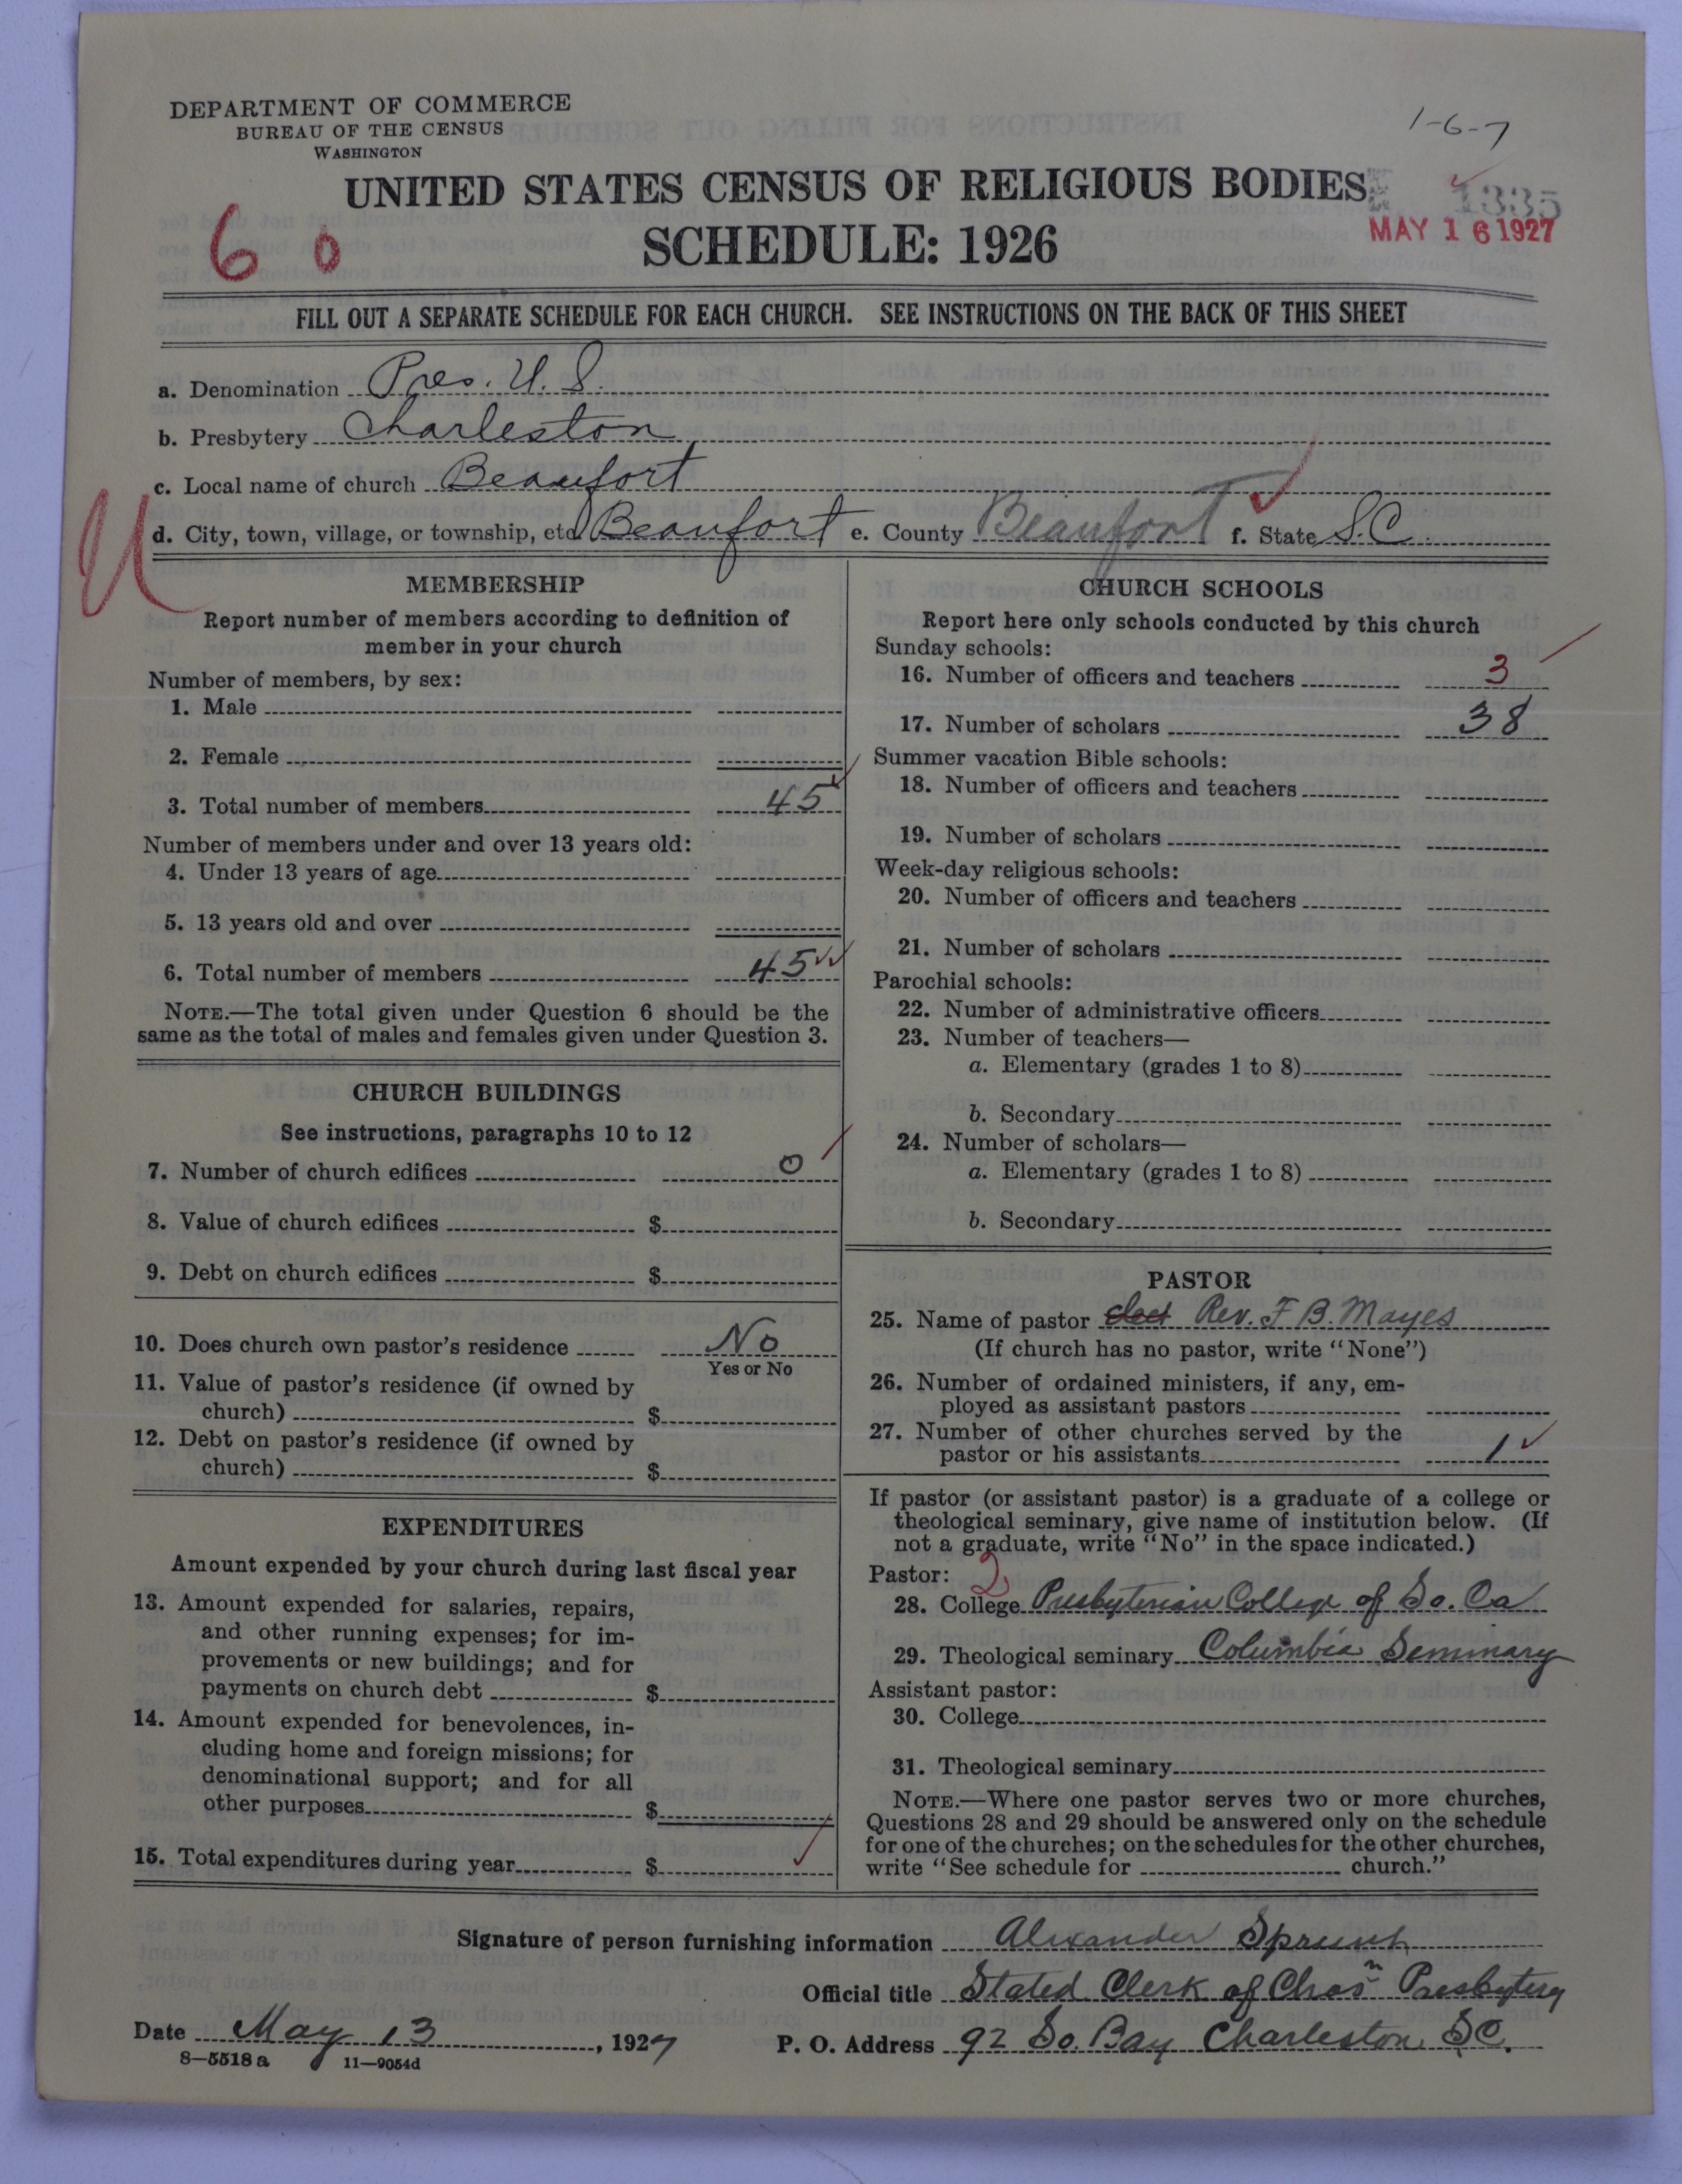 DEPARTMENT OF COMMERCE
BUREAU OF THE CENSUS
WASHINGTON
1-6-7
UNITED STATES CENSUS OF RELIGIOUS BODIES
1335
SCHEDULE: 1926
MAY 16 1927
60
FILL OUT A SEPARATE SCHEDULE FOR EACH CHURCH. SEE INSTRUCTIONS ON THE BACK OF THIS SHEET
a. Denomination Pres. U. S.
b. Presbytery Charleston
c. Local name of church Beaufort
U
d. City, town, village, or township, etc. Beaufort e. County Beaufort f. State S.C.
MEMBERSHIP
Report number of members according to definition of
member in your church
Number of members, by sex:
1. Male
2. Female
3. Total number of members 45
Number of members under and over 13 years old:
4. Under 13 years of age
5. 13 years old and over
6. Total number of members 45
NOTE.—The total given under Question 6 should be the
same as the total of males and females given under Question 3.
CHURCH BUILDINGS
See instructions, paragraphs 10 to 12
7. Number of church edifices 0
8. Value of church edifices $
9. Debt on church edifices $
10. Does church own pastor's residence No
Yes or No
11. Value of pastor's residence (if owned by
church) $
12. Debt on pastor's residence (if owned by
church) $
EXPENDITURES
Amount expended by your church during last fiscal year
13. Amount expended for salaries, repairs,
and other running expenses; for im-
provements or new buildings; and for
payments on church debt $
14. Amount expended for benevolences, in-
cluding home and foreign missions; for
denominational support; and for all
other purposes $
15. Total expenditures during year $
CHURCH SCHOOLS
Report here only schools conducted by this church
Sunday schools:
16. Number of officers and teachers 3
17. Number of scholars 38
Summer vacation Bible schools:
18. Number of officers and teachers
19. Number of scholars
Week-day religious schools:
20. Number of officers and teachers
21. Number of scholars
Parochial schools:
22. Number of administrative officers
23. Number of teachers—
a. Elementary (grades 1 to 8)
b. Secondary
24. Number of scholars—
a. Elementary (grades 1 to 8)
b. Secondary
PASTOR
25. Name of pastor elect Rev. F B. Mayes
(If church has no pastor, write "None")
26. Number of ordained ministers, if any, em-
ployed as assistant pastors
27. Number of other churches served by the
pastor or his assistants 1
If pastor (or assistant pastor) is a graduate of a college or
theological seminary, give name of institution below. (If
not a graduate, write "No" in the space indicated.)
Pastor: 2
28. College Presbyterian College of So. Ca
29. Theological seminary Columbia Seminary
Assistant pastor:
30. College
31. Theological seminary
NOTE.—Where one pastor serves two or more churches,
Questions 28 and 29 should be answered only on the schedule
for one of the churches; on the schedules for the other churches,
write "See schedule for church."
Signature of person furnishing information Alexander Sprunt
Official title Stated Clerk of Chasn Presbytery
Date May 13, 1927 P. O. Address 92 So. Bay Charleston, SC.
8—5518a 11—9054d